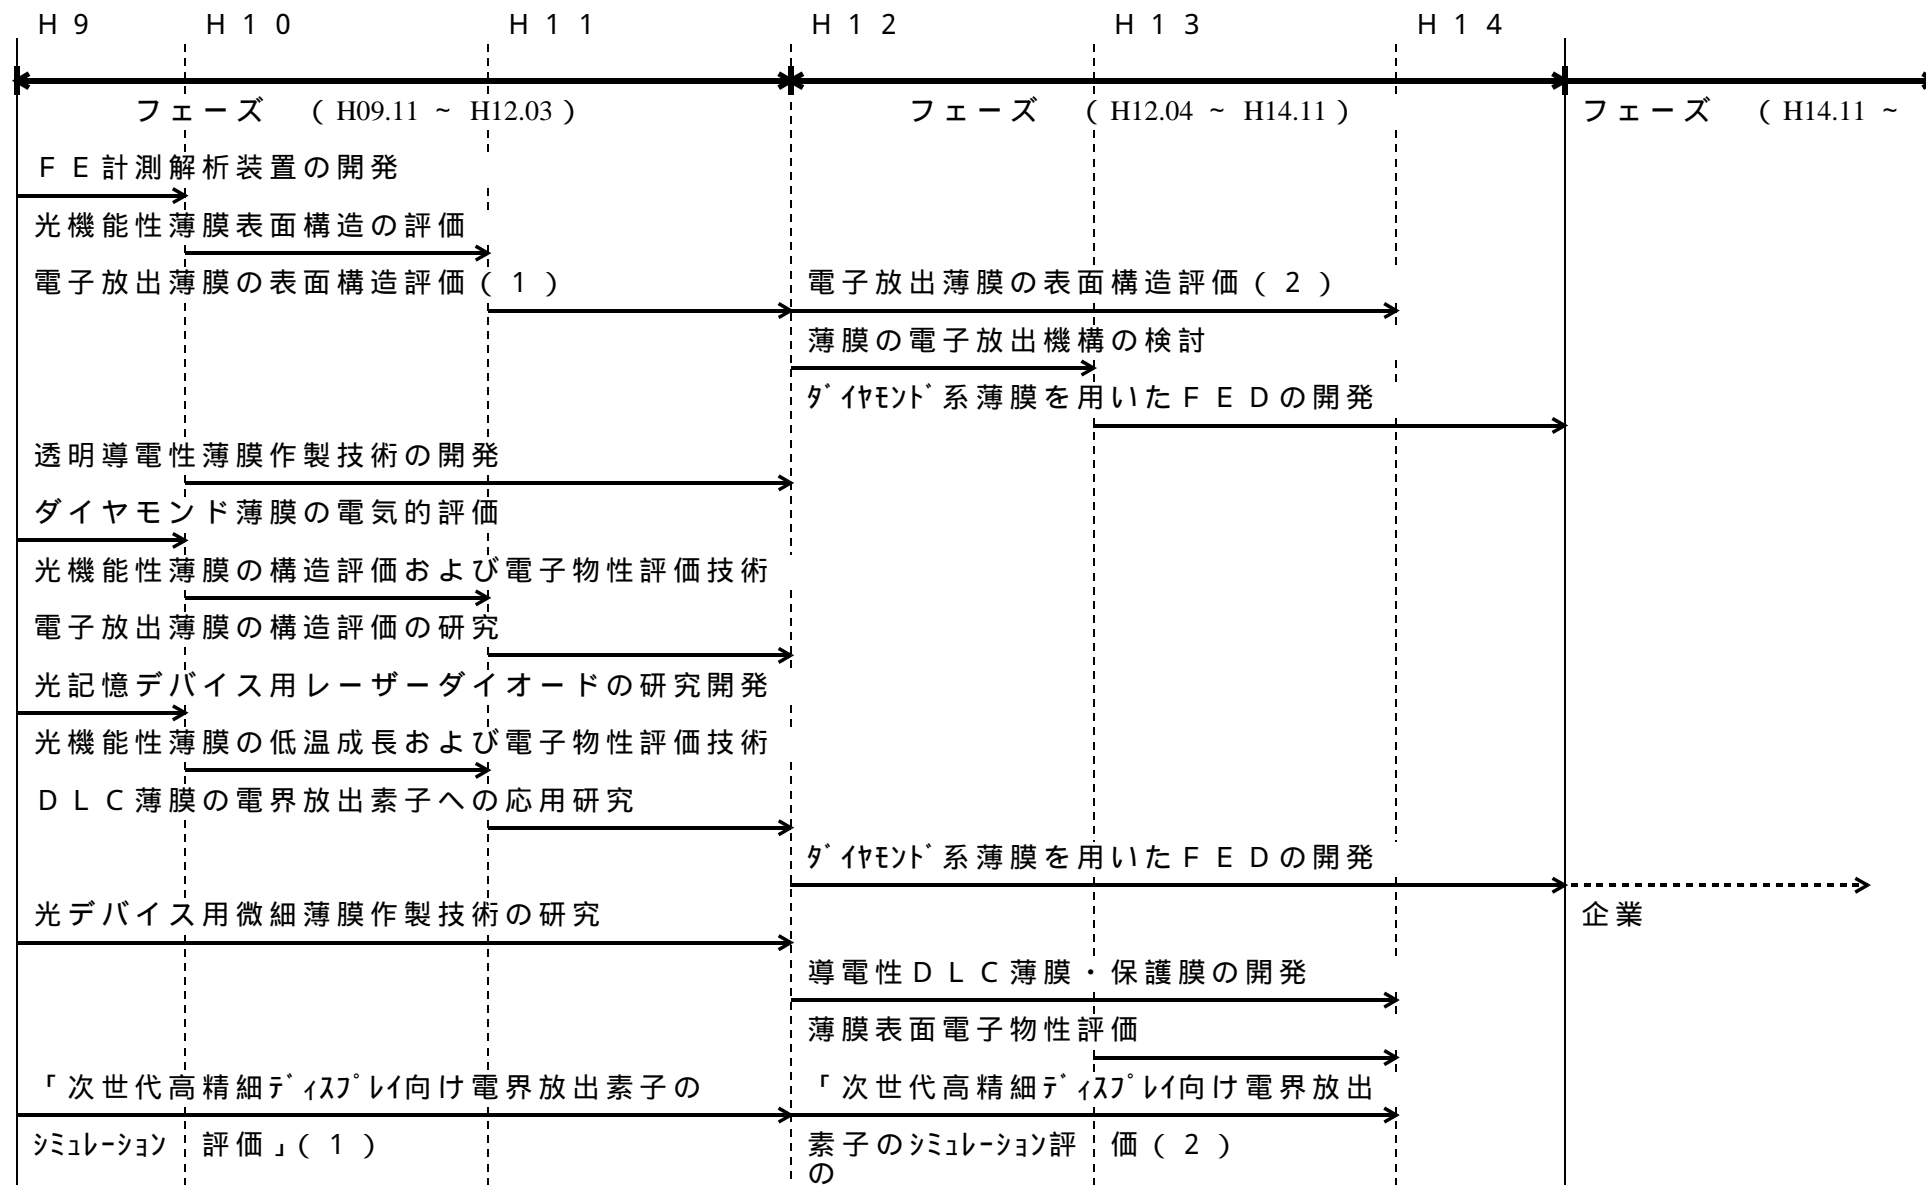 Ｈ９ Ｈ１０ Ｈ１１ Ｈ１２ Ｈ１３ Ｈ１４
フェーズ （H09.11 ~ H12.03） フェーズ （H12.04 ~ H14.11） フェーズ （H14.11 ~
ＦＥ計測解析装置の開発
光機能性薄膜表面構造の評価
電子放出薄膜の表面構造評価（１） 電子放出薄膜の表面構造評価（２）
薄膜の電子放出機構の検討
ﾀﾞｲﾔﾓﾝﾄﾞ系薄膜を用いたＦＥＤの開発
透明導電性薄膜作製技術の開発
ダイヤモンド薄膜の電気的評価
光機能性薄膜の構造評価および電子物性評価技術
電子放出薄膜の構造評価の研究
光記憶デバイス用レーザーダイオードの研究開発
光機能性薄膜の低温成長および電子物性評価技術
ＤＬＣ薄膜の電界放出素子への応用研究
ﾀﾞｲﾔﾓﾝﾄﾞ系薄膜を用いたＦＥＤの開発
光デバイス用微細薄膜作製技術の研究 企業
導電性ＤＬＣ薄膜・保護膜の開発
薄膜表面電子物性評価
「次世代高精細ﾃﾞｨｽﾌﾟﾚｲ向け電界放出素子の 「次世代高精細ﾃﾞｨｽﾌﾟﾚｲ向け電界放出
ｼﾐｭﾚｰｼｮﾝ 評価」（１） 素子のｼﾐｭﾚｰｼｮﾝ評 価（２）
の